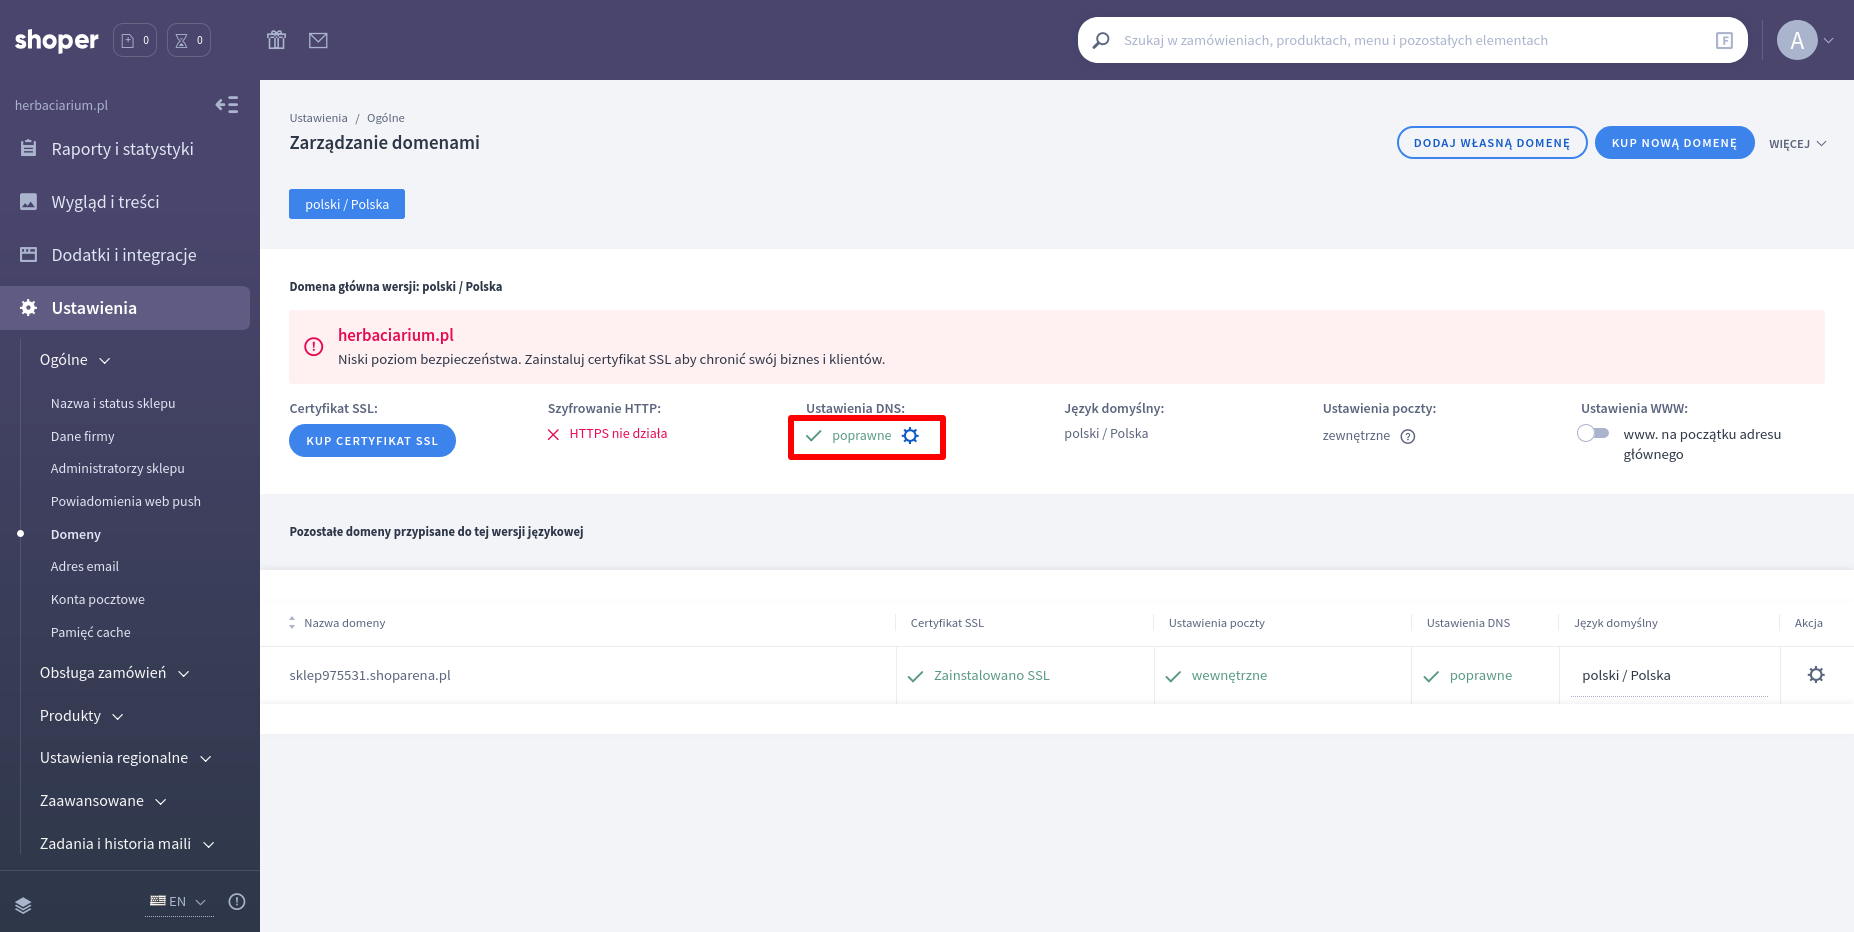 shoper
0
0
Szukaj w zamówieniach, produktach, menu i pozostałych elementach
F
A
herbaciarium.pl
Raporty i statystyki
Wygląd i treści
Dodatki i integracje
Ustawienia
Ogólne
Nazwa i status sklepu
Dane firmy
Administratorzy sklepu
Powiadomienia web push
Domeny
Adres email
Konta pocztowe
Pamięć cache
Obsługa zamówień
Produkty
Ustawienia regionalne
Zaawansowane
Zadania i historia maili
EN
Ustawienia / Ogólne
Zarządzanie domenami
DODAJ WŁASNĄ DOMENĘ
KUP NOWĄ DOMENĘ
WIĘCEJ
polski / Polska
Domena główna wersji: polski / Polska
herbaciarium.pl
Niski poziom bezpieczeństwa. Zainstaluj certyfikat SSL aby chronić swój biznes i klientów.
Certyfikat SSL:
KUP CERTYFIKAT SSL
Szyfrowanie HTTP:
HTTPS nie działa
Ustawienia DNS:
poprawne
Język domyślny:
polski / Polska
Ustawienia poczty:
zewnętrzne
Ustawienia WWW:
www. na początku adresu
głównego
Pozostałe domeny przypisane do tej wersji językowej
Nazwa domeny
Certyfikat SSL
Ustawienia poczty
Ustawienia DNS
Język domyślny
Akcja
sklep975531.shoparena.pl
Zainstalowano SSL
wewnętrzne
poprawne
polski / Polska